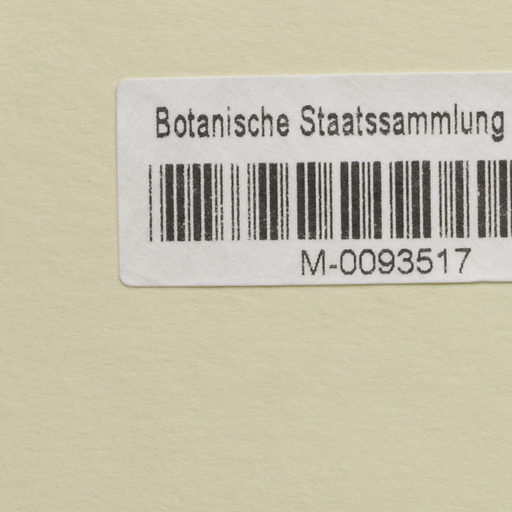 Botanische Staatssammlung
M-0093517